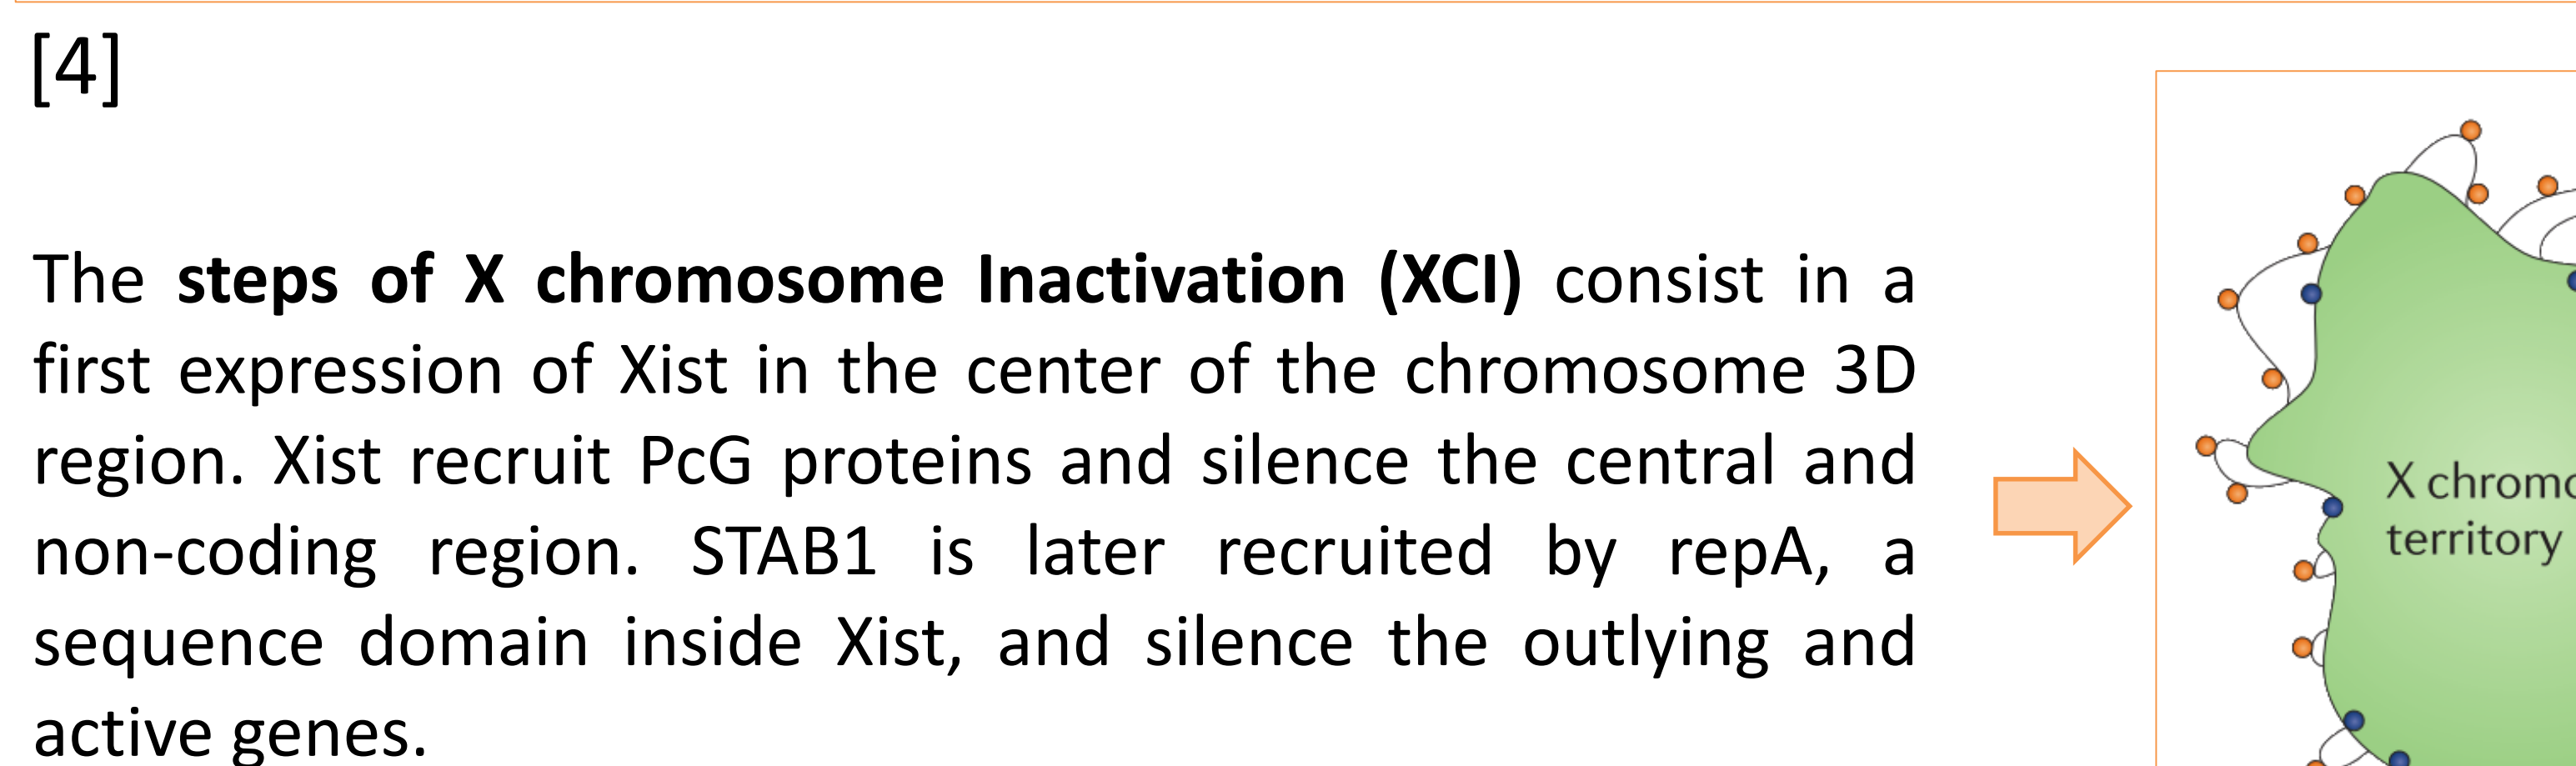 [4]
The steps of X chromosome Inactivation (XCI) consist in a
first expression of Xist in the center of the chromosome 3D
region. Xist recruit PcG proteins and silence the central and
non-coding region. STAB1 is later recruited by repA, a
sequence domain inside Xist, and silence the outlying and
active genes.
X chromo
territory